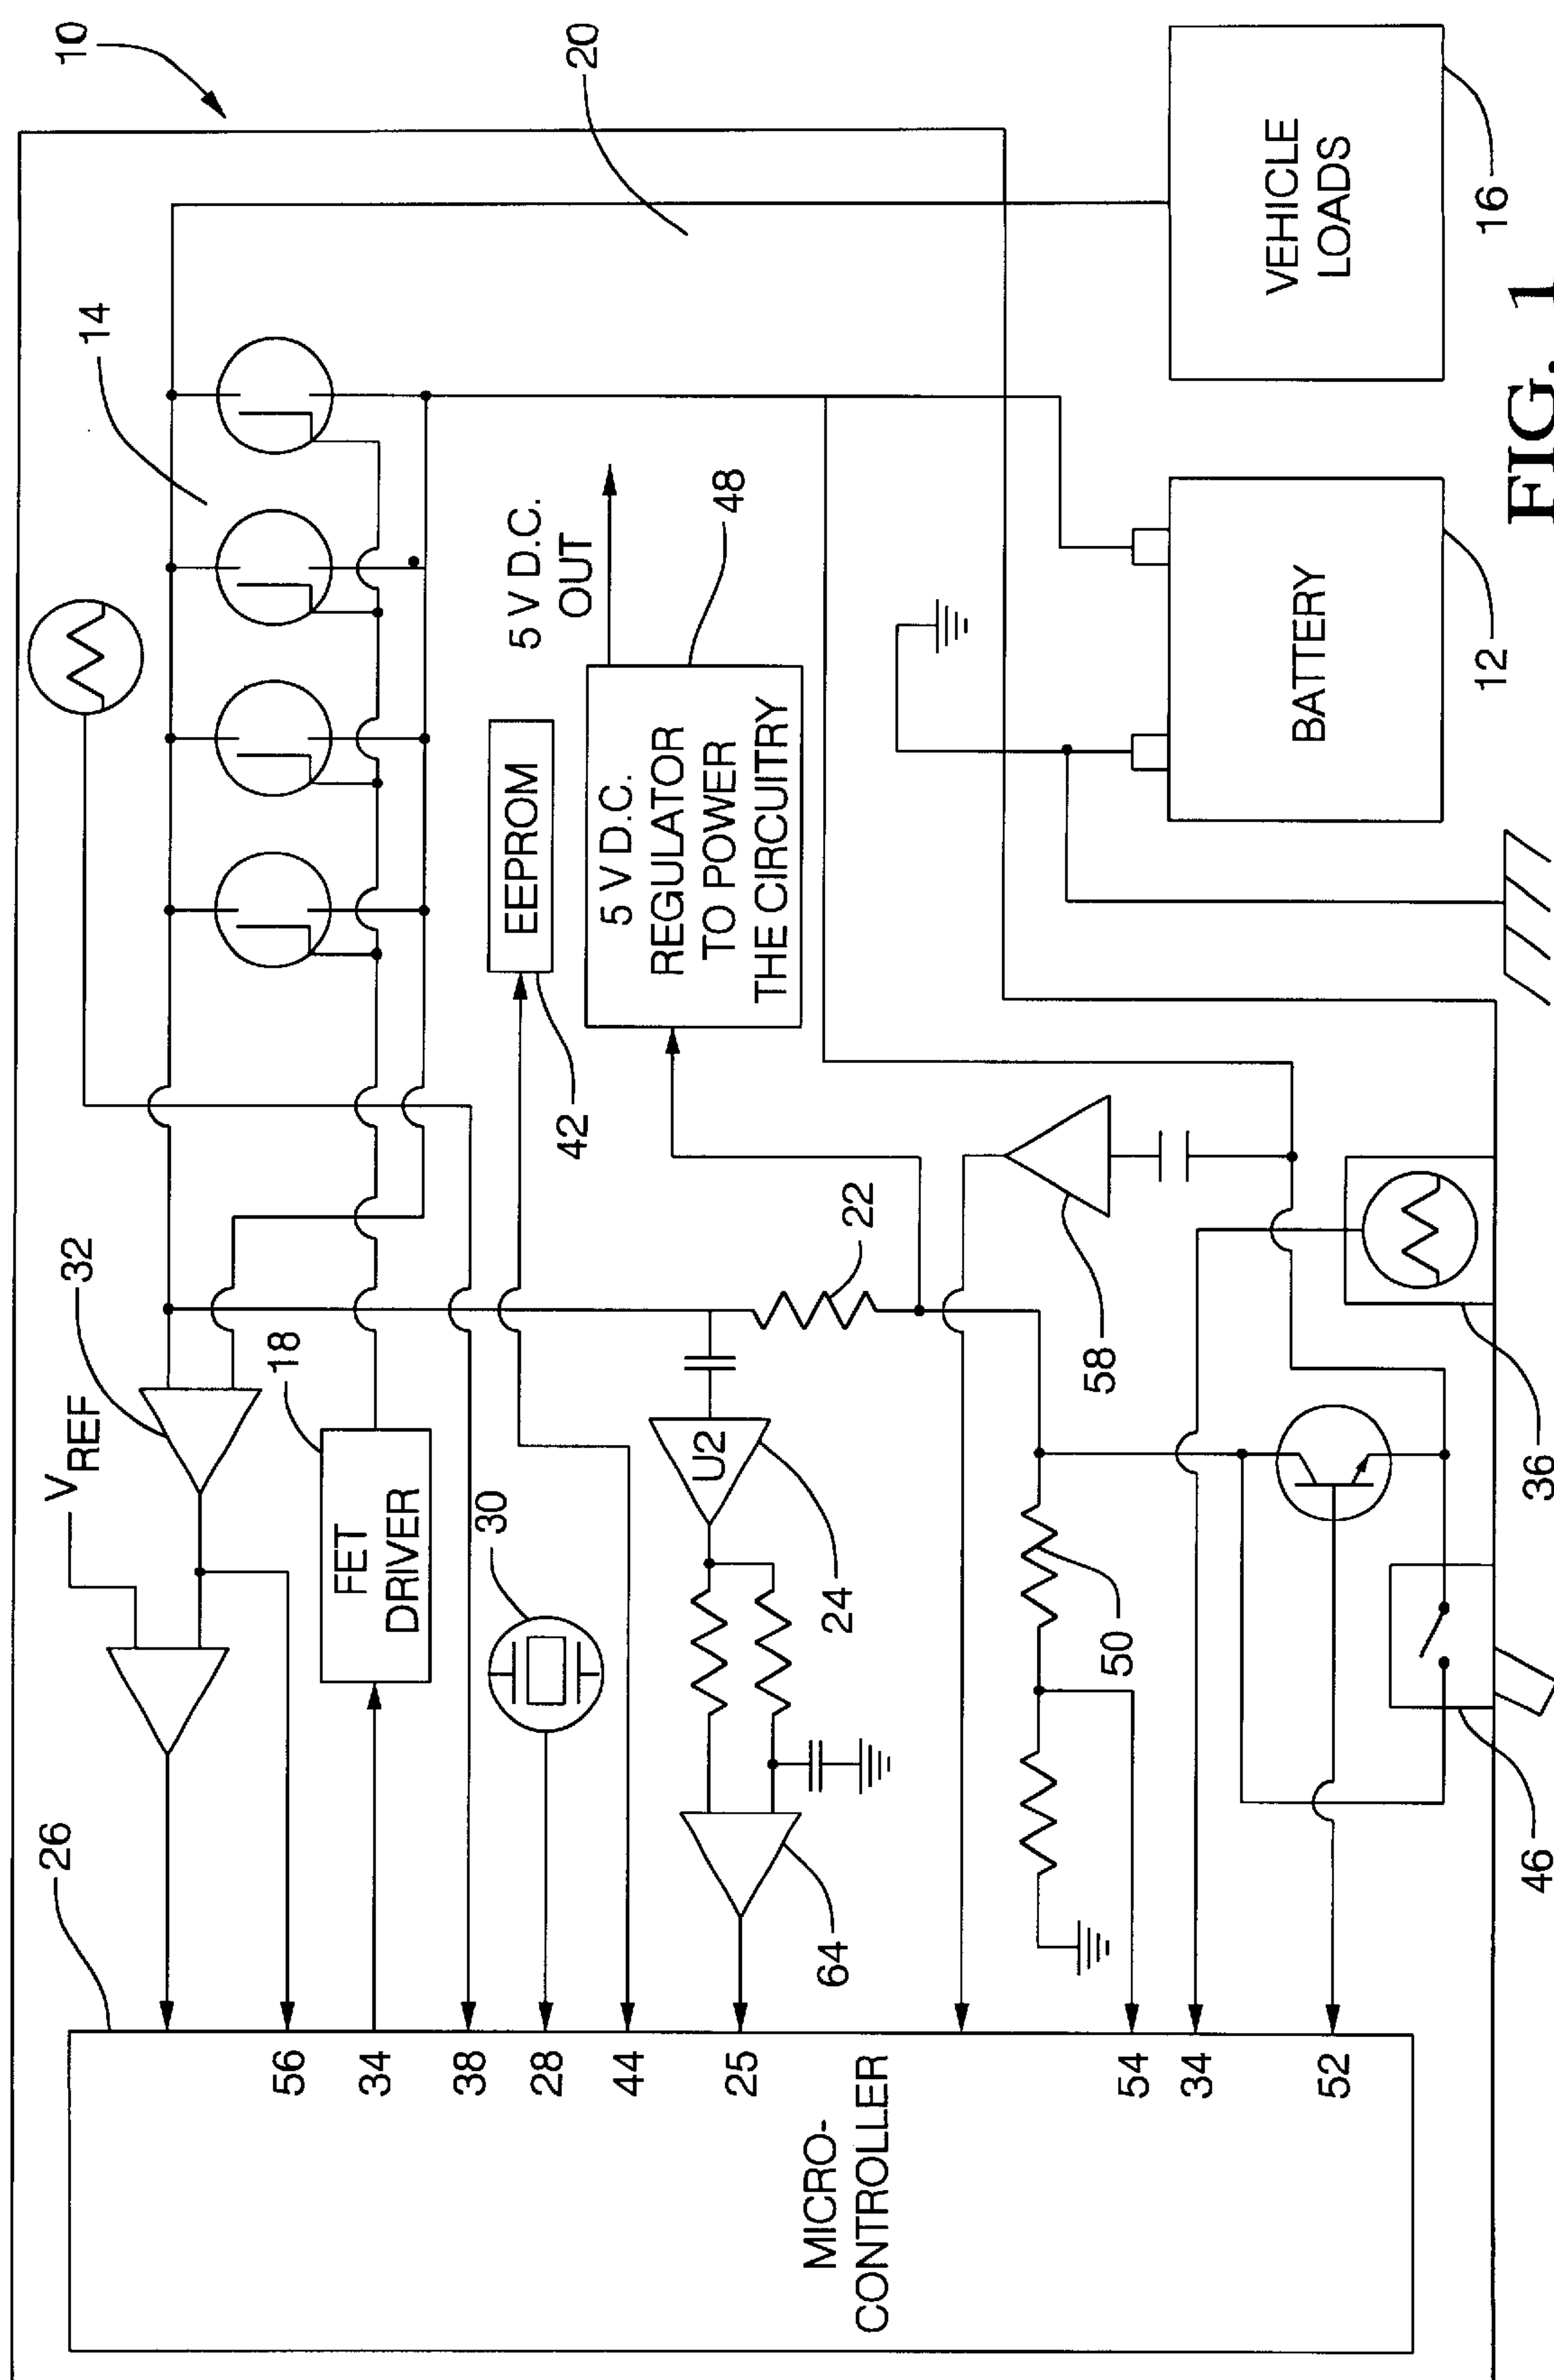 10
20
14
VEHICLE
LOADS
16
5 V D.C.
OUT
48
EEPROM
42
5 V D.C.
REGULATOR
TO POWER
THE CIRCUITRY
BATTERY
12
FIG. 1
32
VREF
18
FET
DRIVER
22
58
36
30
U2
24
50
46
26
64
56
34
38
28
44
25
54
34
52
MICRO-
CONTROLLER